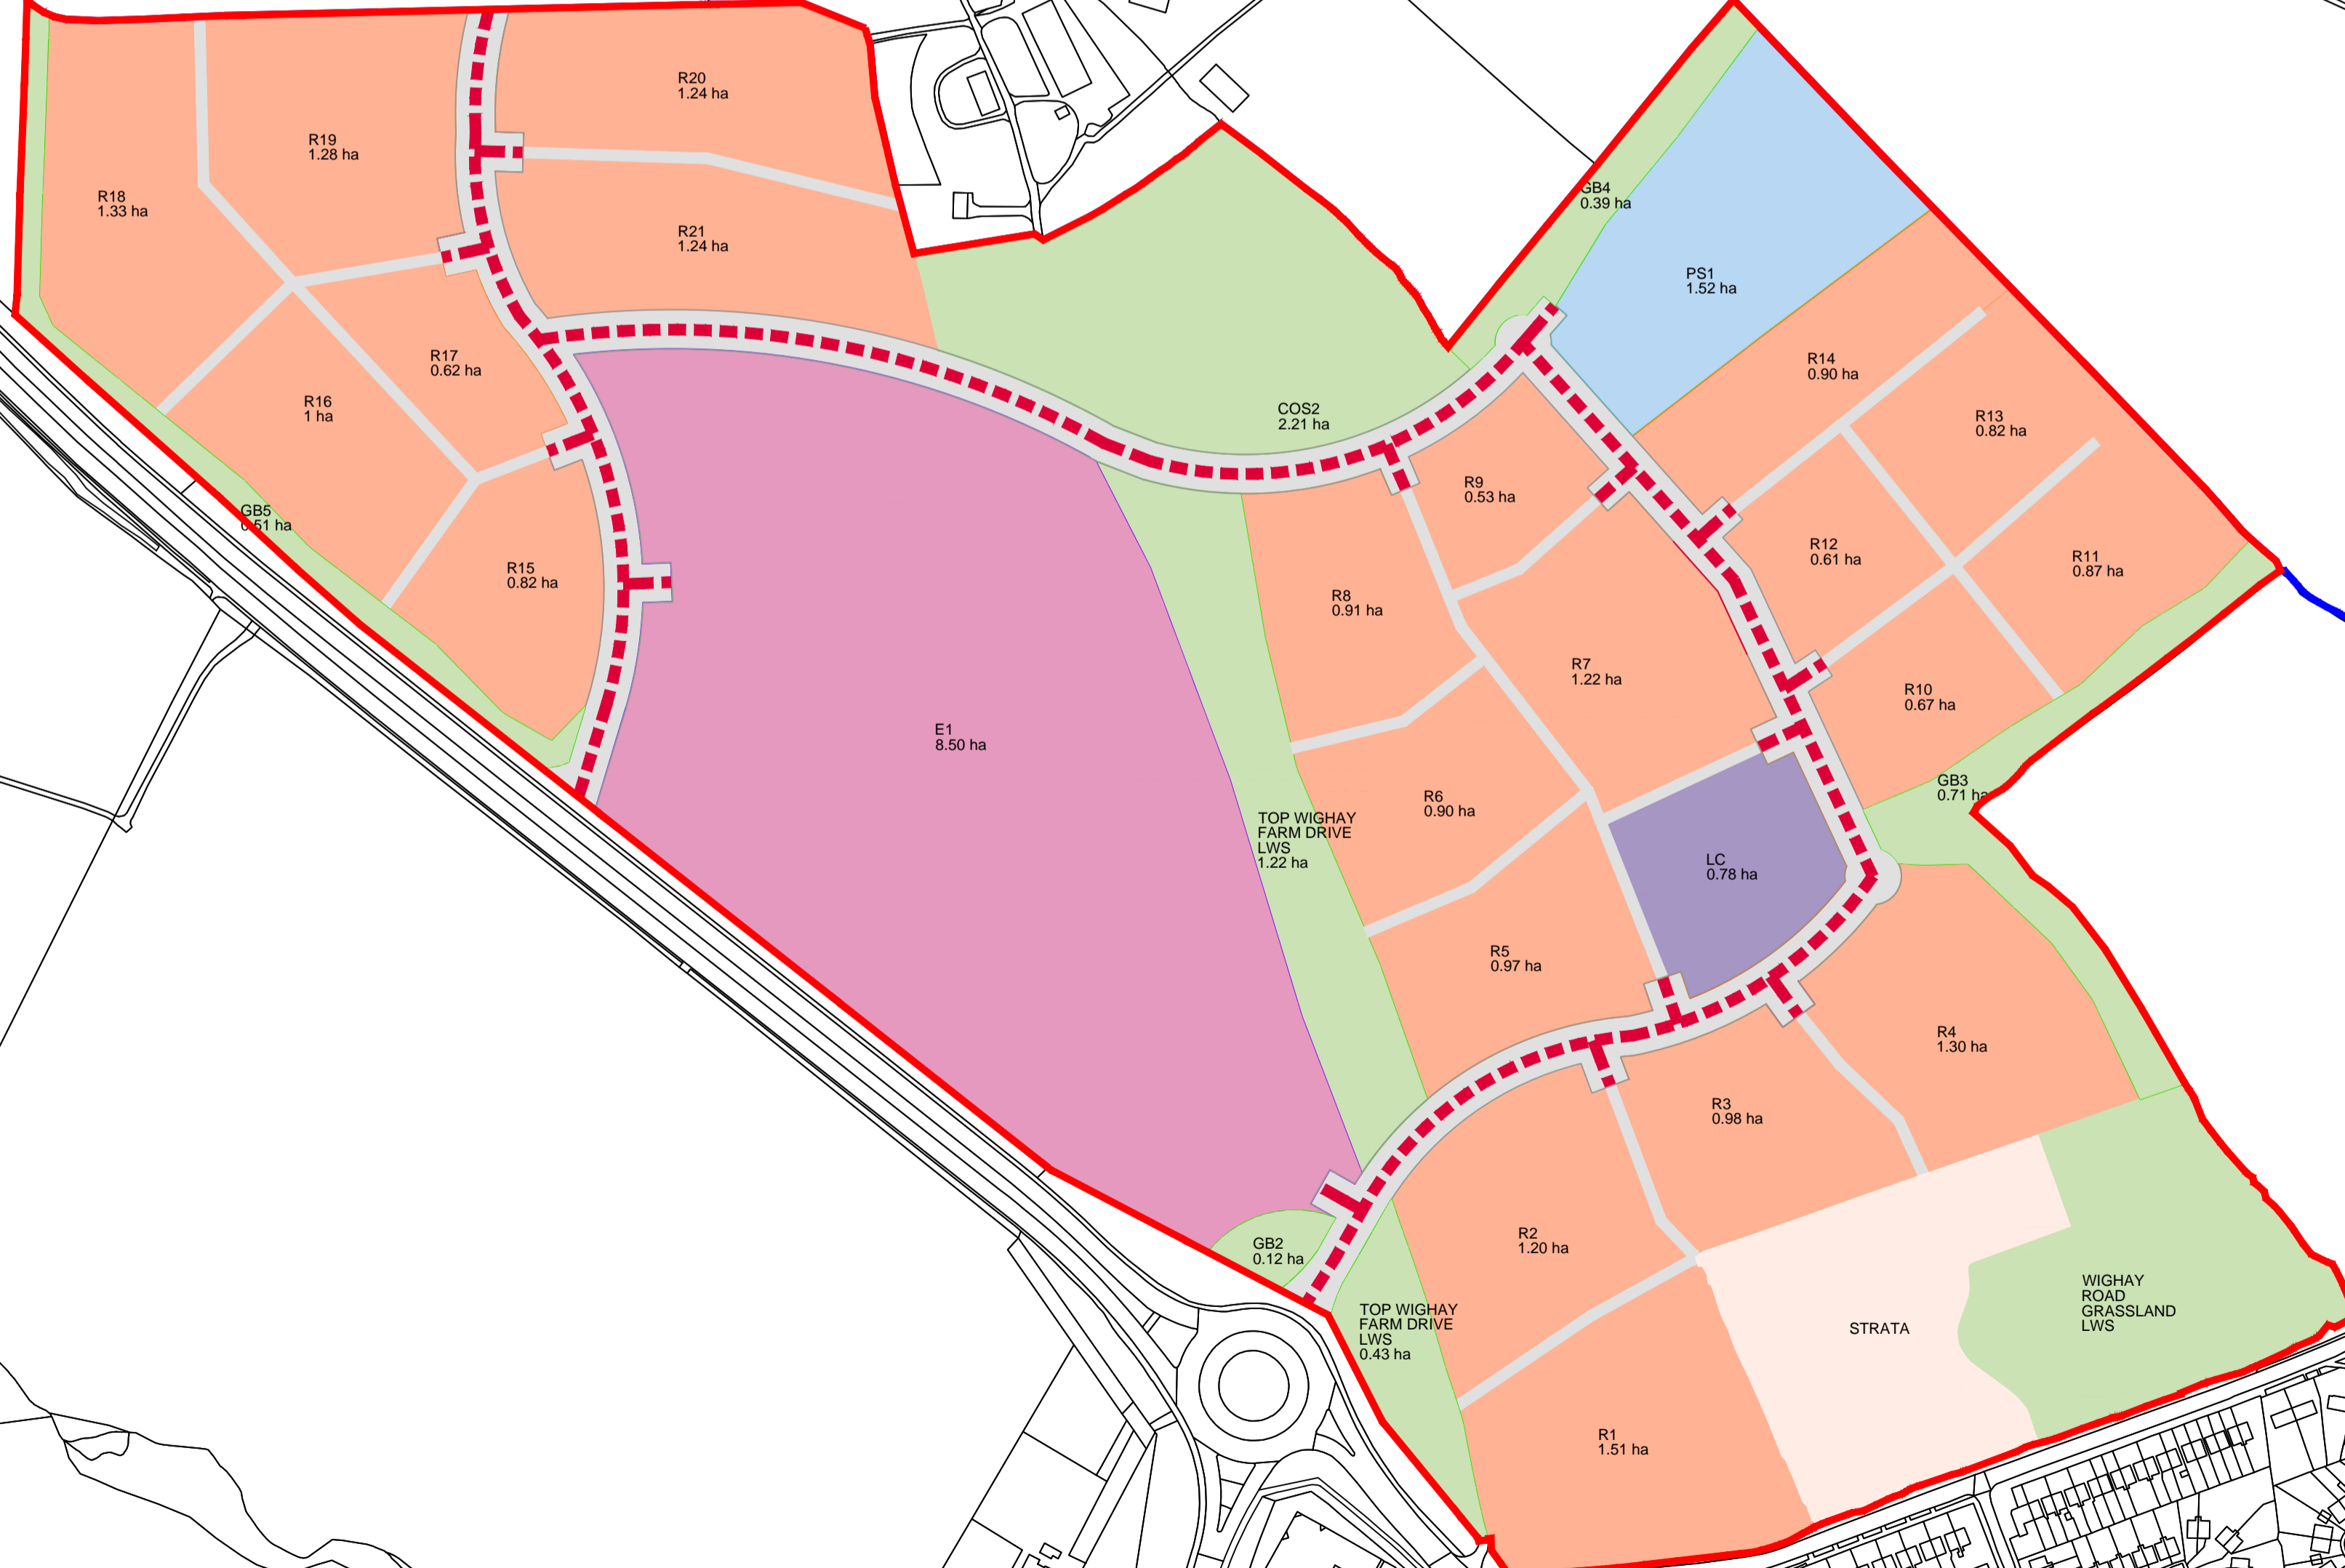 R20
1.24 ha
R19
1.28 ha
R18
1.33 ha
R21
1.24 ha
GB4
0.39 ha
PS1
1.52 ha
R17
0.62 ha
R16
1 ha
R14
0.90 ha
COS2
2.21 ha
R13
0.82 ha
R9
0.53 ha
GB5
0.51 ha
R12
0.61 ha
R11
0.87 ha
R15
0.82 ha
R8
0.91 ha
R7
1.22 ha
R10
0.67 ha
E1
8.50 ha
GB3
0.71 ha
R6
0.90 ha
TOP WIGHAY
FARM DRIVE
LWS
1.22 ha
LC
0.78 ha
R5
0.97 ha
R4
1.30 ha
R3
0.98 ha
R2
1.20 ha
GB2
0.12 ha
WIGHAY
ROAD
GRASSLAND
LWS
TOP WIGHAY
FARM DRIVE
LWS
0.43 ha
STRATA
R1
1.51 ha